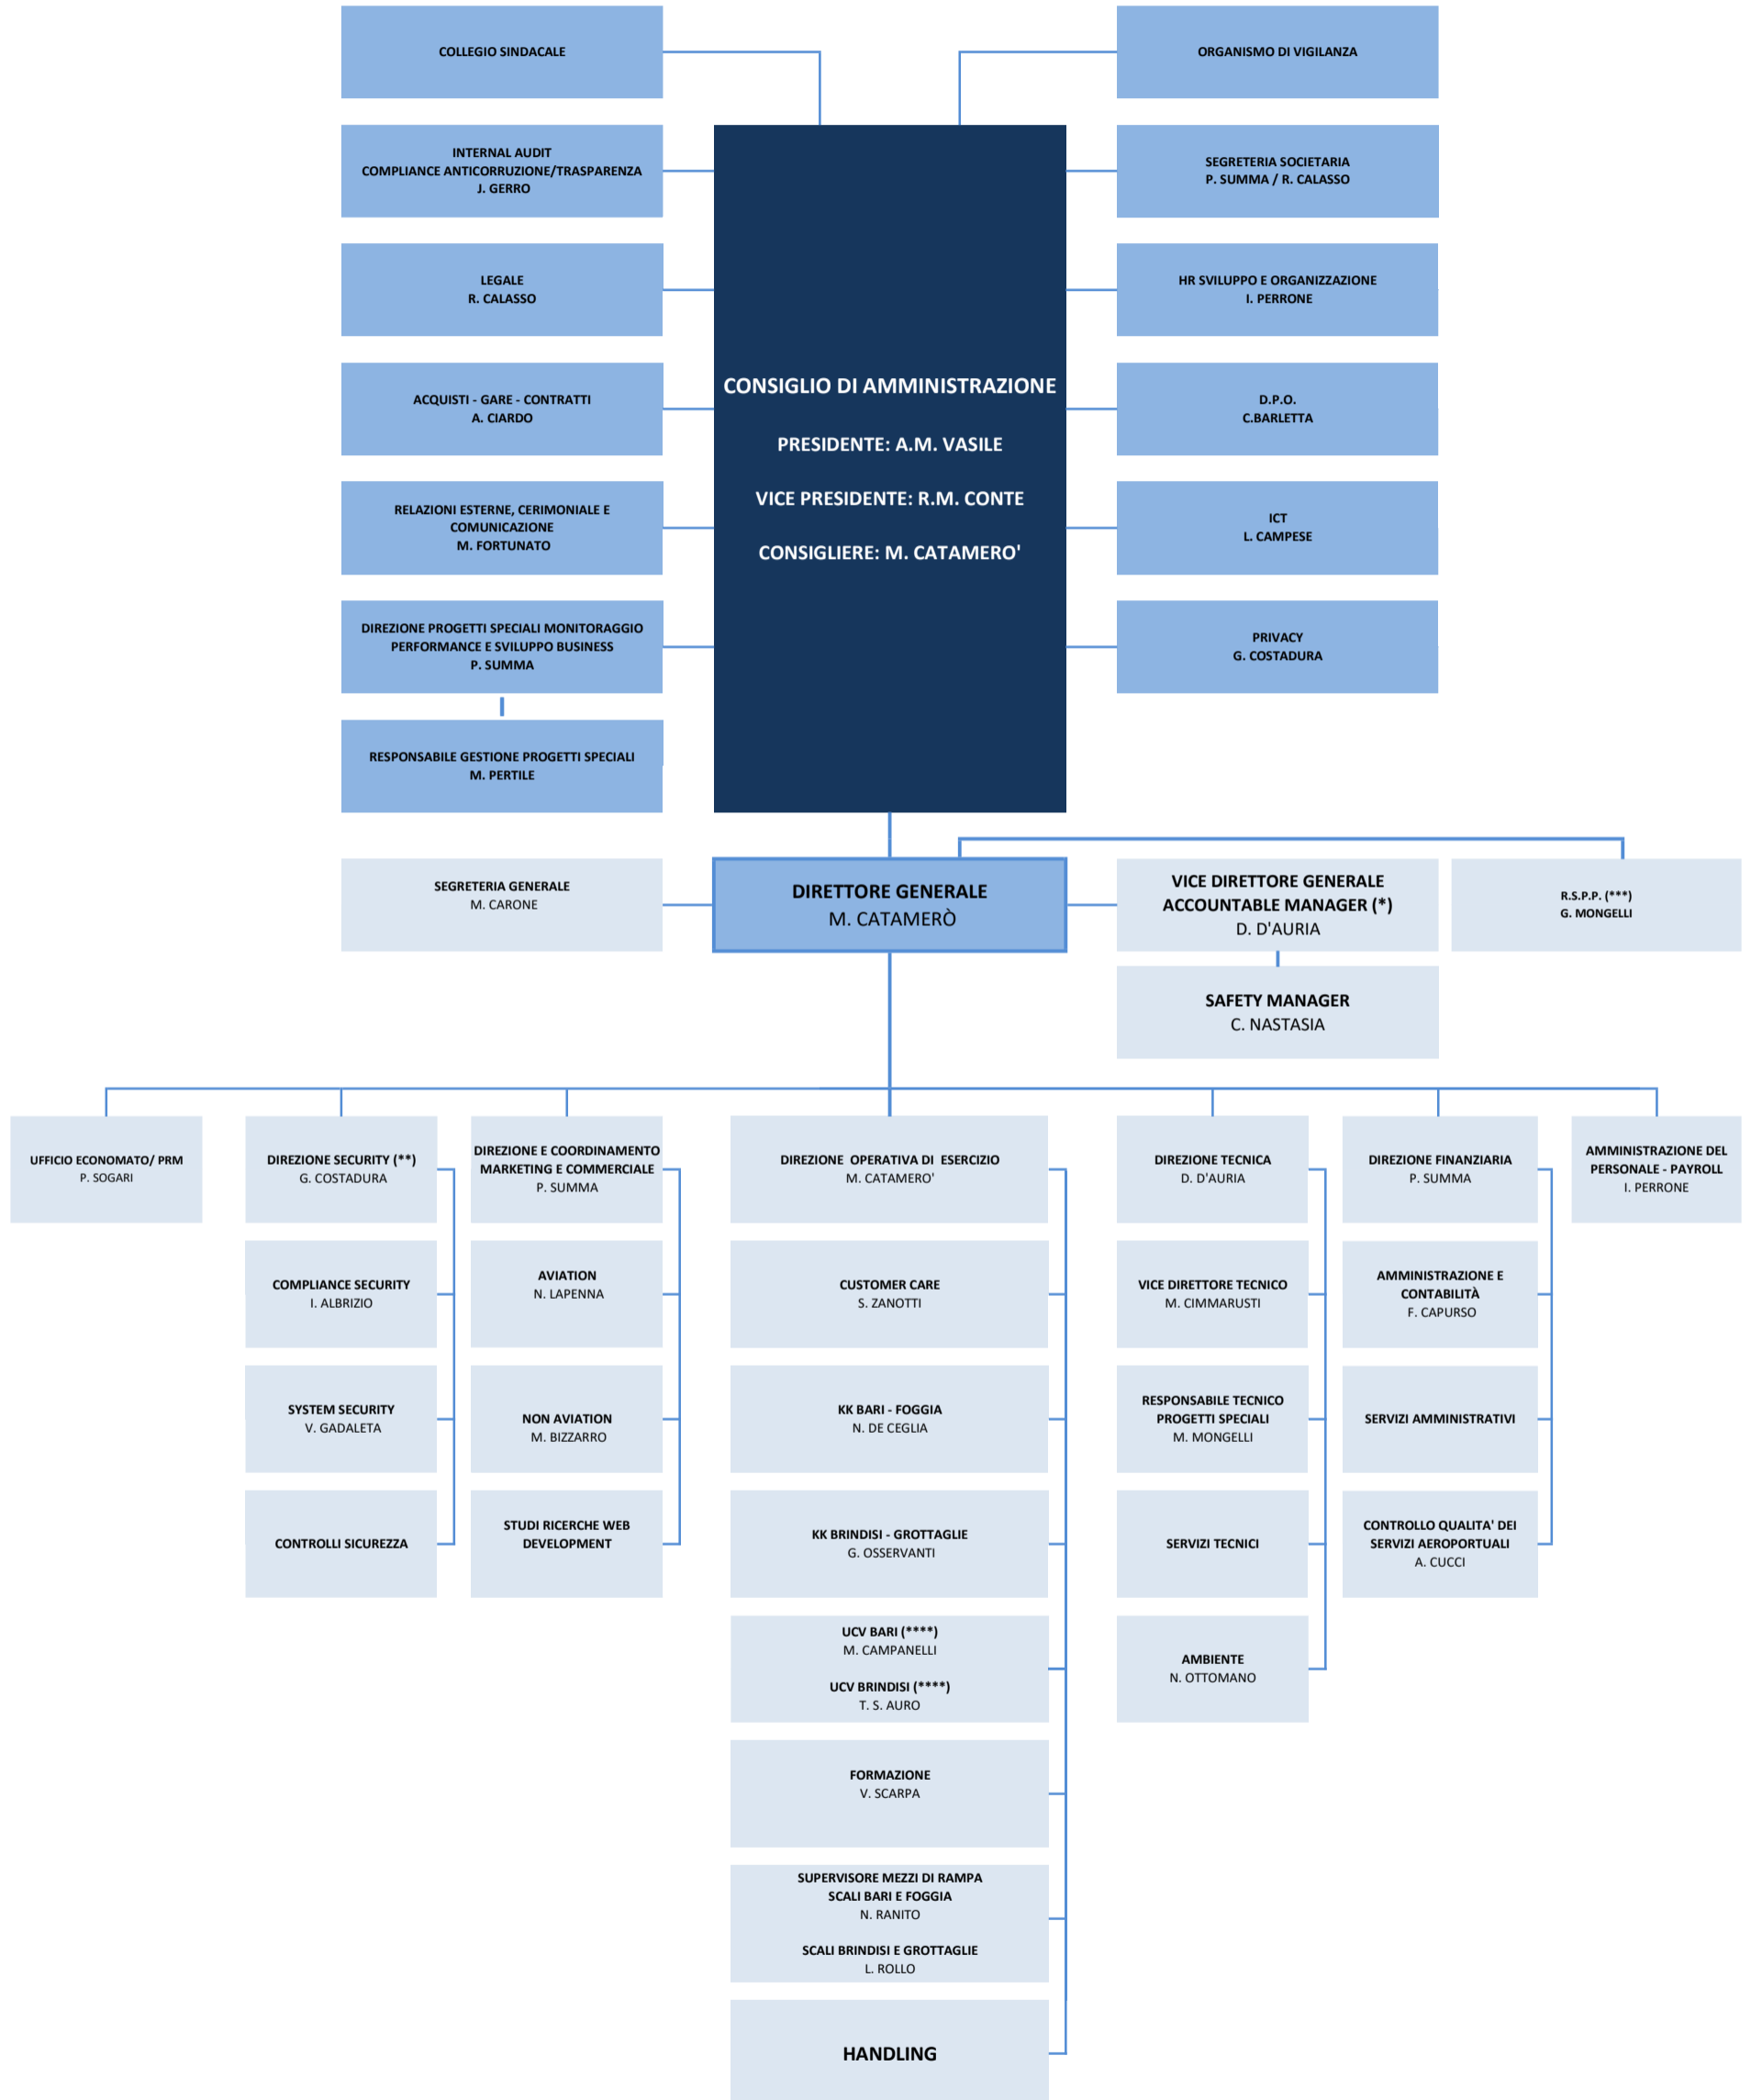 COLLEGIO SINDACALE
ORGANISMO DI VIGILANZA
INTERNAL AUDIT
COMPLIANCE ANTICORRUZIONE/TRASPARENZA
J. GERRO
SEGRETERIA SOCIETARIA
P. SUMMA / R. CALASSO
LEGALE
R. CALASSO
HR SVILUPPO E ORGANIZZAZIONE
I. PERRONE
ACQUISTI - GARE - CONTRATTI
A. CIARDO
D.P.O.
C.BARLETTA
RELAZIONI ESTERNE, CERIMONIALE E
COMUNICAZIONE
M. FORTUNATO
ICT
L. CAMPESE
DIREZIONE PROGETTI SPECIALI MONITORAGGIO
PERFORMANCE E SVILUPPO BUSINESS
P. SUMMA
PRIVACY
G. COSTADURA
RESPONSABILE GESTIONE PROGETTI SPECIALI
M. PERTILE
CONSIGLIO DI AMMINISTRAZIONE
PRESIDENTE: A.M. VASILE
VICE PRESIDENTE: R.M. CONTE
CONSIGLIERE: M. CATAMERO'
SEGRETERIA GENERALE
M. CARONE
DIRETTORE GENERALE
M. CATAMERÒ
VICE DIRETTORE GENERALE
ACCOUNTABLE MANAGER (*)
D. D'AURIA
R.S.P.P. (***)
G. MONGELLI
SAFETY MANAGER
C. NASTASIA
UFFICIO ECONOMATO/ PRM
P. SOGARI
DIREZIONE SECURITY (**)
G. COSTADURA
DIREZIONE E COORDINAMENTO
MARKETING E COMMERCIALE
P. SUMMA
DIREZIONE OPERATIVA DI ESERCIZIO
M. CATAMERO'
DIREZIONE TECNICA
D. D'AURIA
DIREZIONE FINANZIARIA
P. SUMMA
AMMINISTRAZIONE DEL
PERSONALE - PAYROLL
I. PERRONE
COMPLIANCE SECURITY
I. ALBRIZIO
AVIATION
N. LAPENNA
CUSTOMER CARE
S. ZANOTTI
VICE DIRETTORE TECNICO
M. CIMMARUSTI
AMMINISTRAZIONE E
CONTABILITÀ
F. CAPURSO
SYSTEM SECURITY
V. GADALETA
NON AVIATION
M. BIZZARRO
KK BARI - FOGGIA
N. DE CEGLIA
RESPONSABILE TECNICO
PROGETTI SPECIALI
M. MONGELLI
SERVIZI AMMINISTRATIVI
CONTROLLI SICUREZZA
STUDI RICERCHE WEB
DEVELOPMENT
KK BRINDISI - GROTTAGLIE
G. OSSERVANTI
SERVIZI TECNICI
CONTROLLO QUALITA' DEI
SERVIZI AEROPORTUALI
A. CUCCI
UCV BARI (****)
M. CAMPANELLI
UCV BRINDISI (****)
T. S. AURO
AMBIENTE
N. OTTOMANO
FORMAZIONE
V. SCARPA
SUPERVISORE MEZZI DI RAMPA
SCALI BARI E FOGGIA
N. RANITO
SCALI BRINDISI E GROTTAGLIE
L. ROLLO
HANDLING